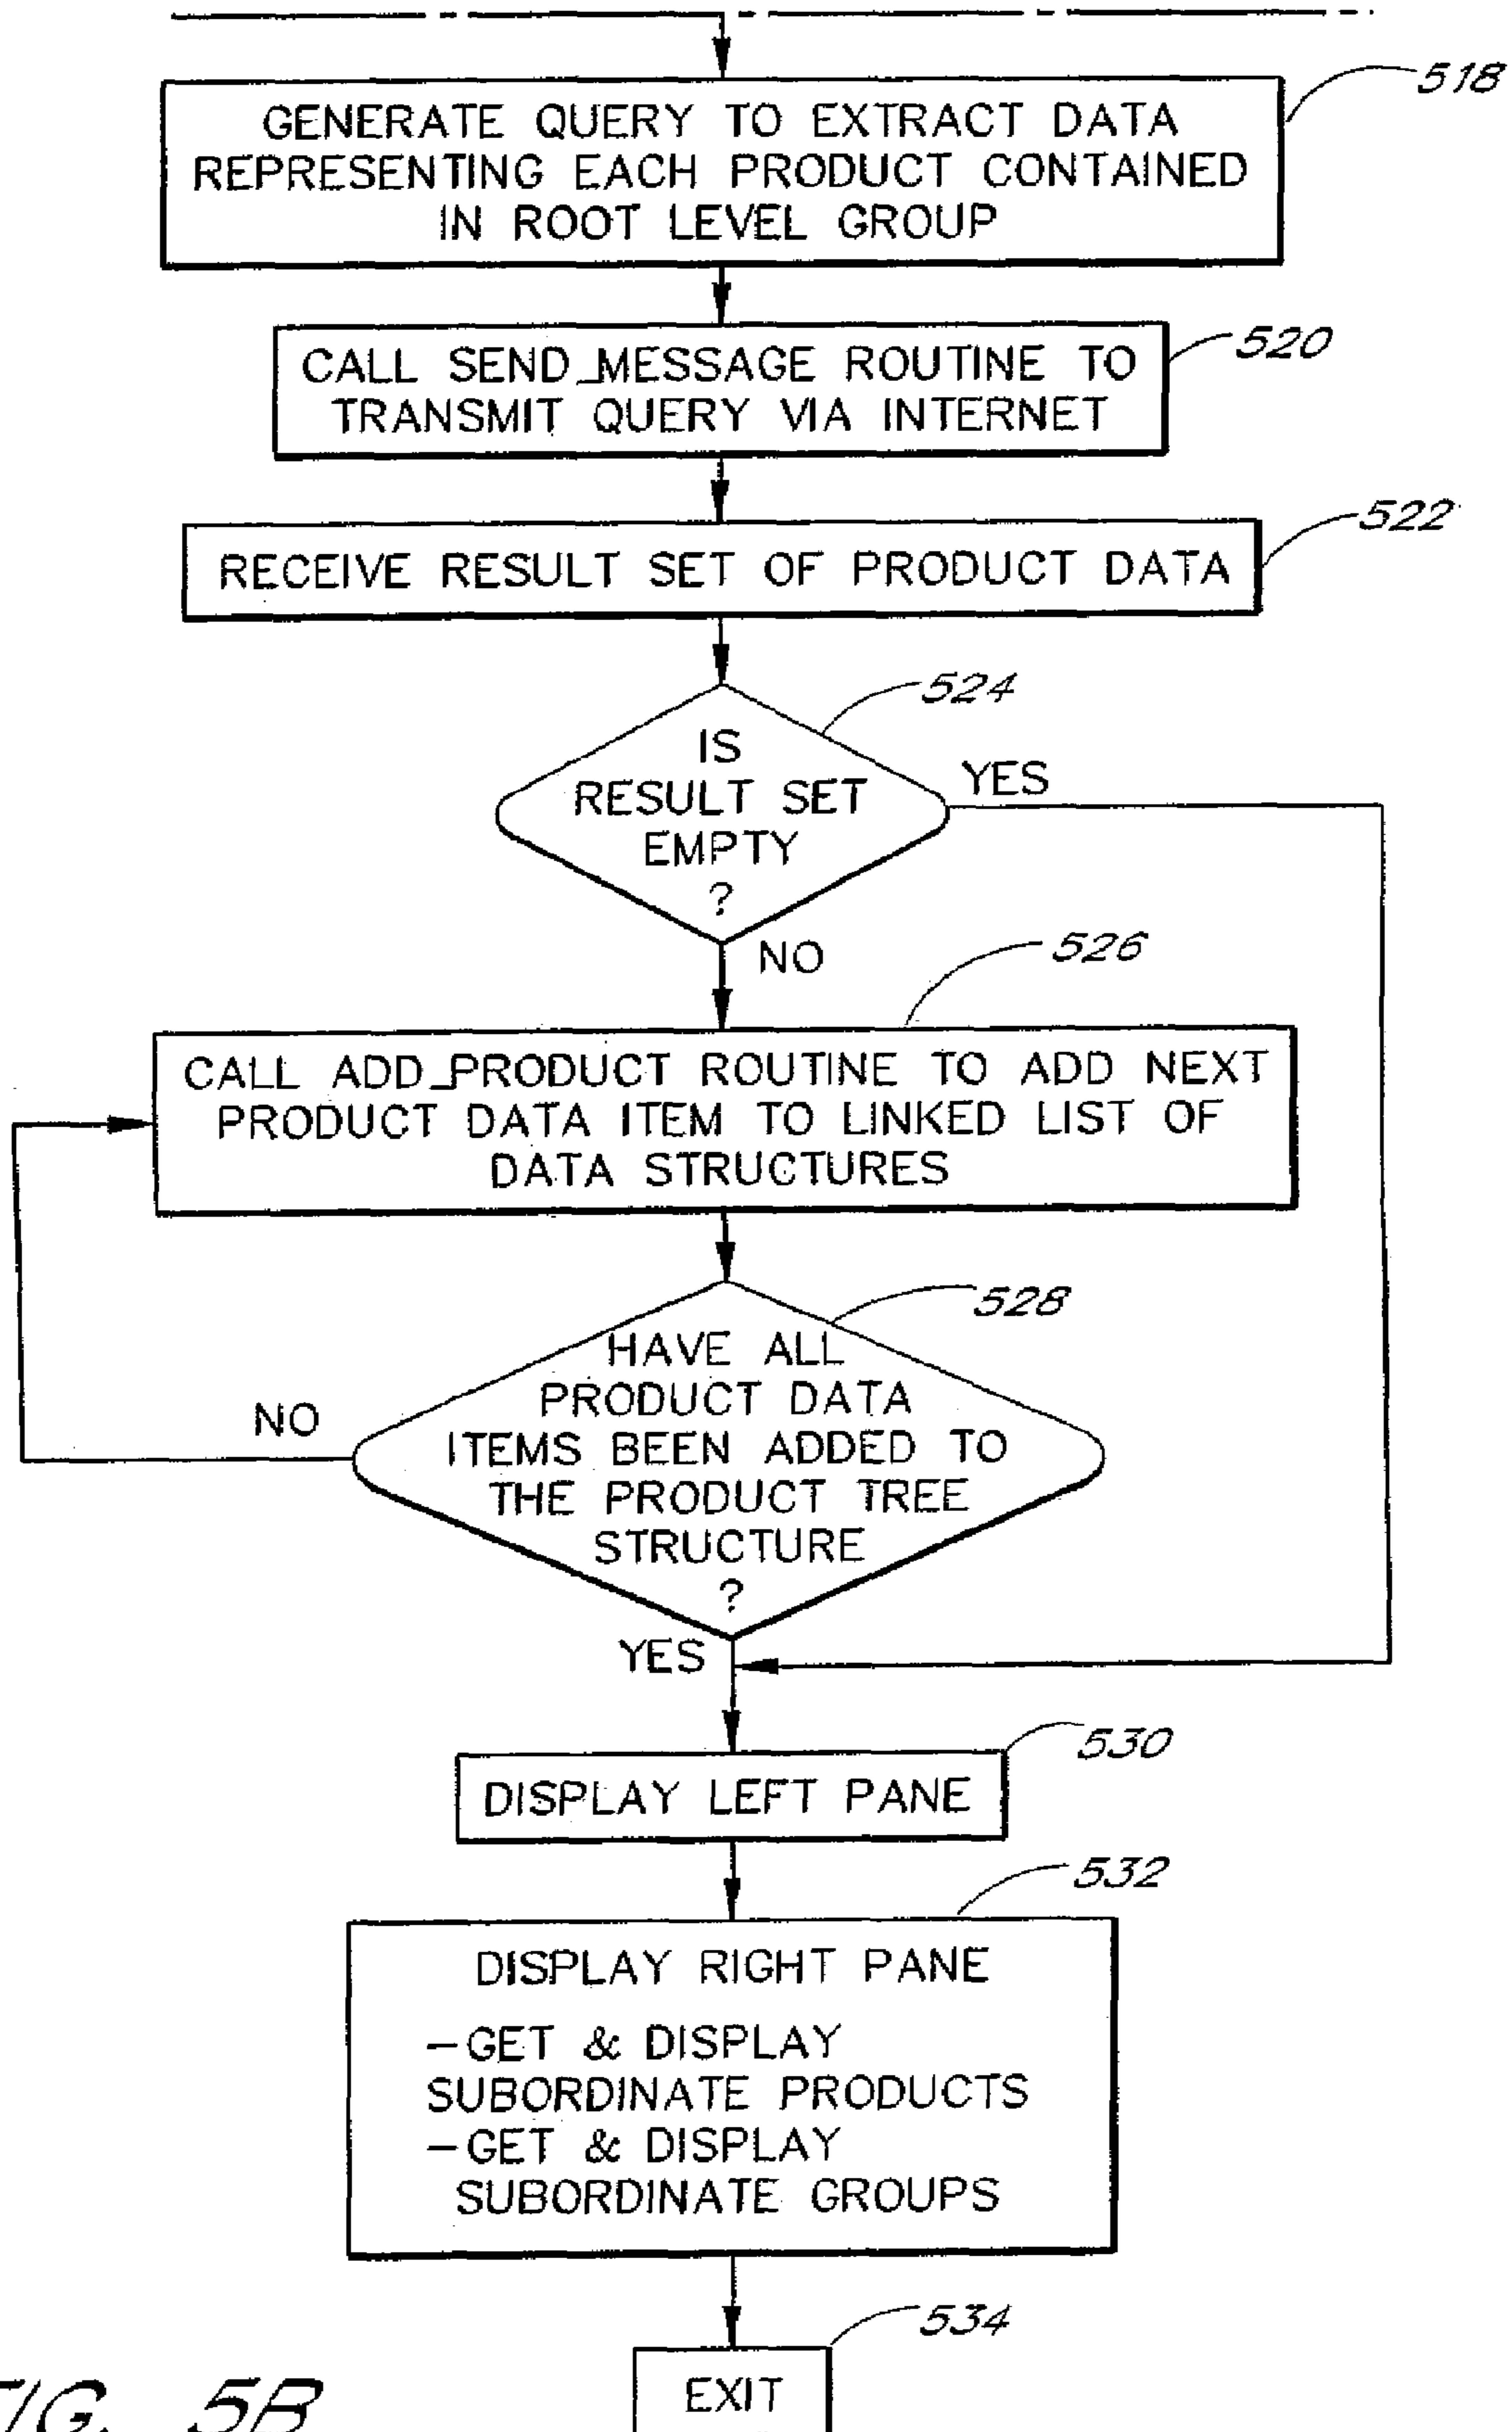 518
GENERATE QUERY TO EXTRACT DATA
REPRESENTING EACH PRODUCT CONTAINED
IN ROOT LEVEL GROUP
520
CALL SEND_MESSAGE ROUTINE TO
TRANSMIT QUERY VIA INTERNET
522
RECEIVE RESULT SET OF PRODUCT DATA
524
IS
RESULT SET
EMPTY
?
YES
NO
526
CALL ADD_PRODUCT ROUTINE TO ADD NEXT
PRODUCT DATA ITEM TO LINKED LIST OF
DATA STRUCTURES
528
HAVE ALL
PRODUCT DATA
ITEMS BEEN ADDED TO
THE PRODUCT TREE
STRUCTURE
?
NO
YES
530
DISPLAY LEFT PANE
532
DISPLAY RIGHT PANE
-GET & DISPLAY
SUBORDINATE PRODUCTS
-GET & DISPLAY
SUBORDINATE GROUPS
534
EXIT
FIG. 5B